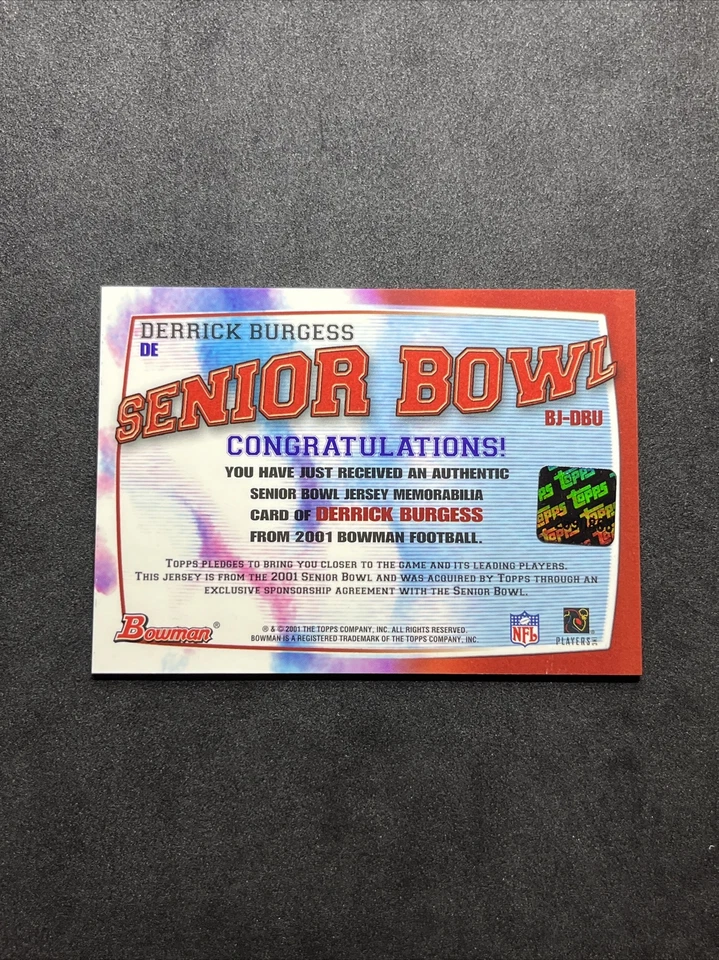 DERRICK BURGESS
DE
SENIOR BOWL
BJ-DBU
CONGRATULATIONS!
YOU HAVE JUST RECEIVED AN AUTHENTIC
SENIOR BOWL JERSEY MEMORABILIA
CARD OF DERRICK BURGESS
FROM 2001 BOWMAN FOOTBALL.
topps
topps
topps
TOPPS PLEDGES TO BRING YOU CLOSER TO THE GAME AND ITS LEADING PLAYERS.
THIS JERSEY IS FROM THE 2001 SENIOR BOWL AND WAS ACQUIRED BY TOPPS THROUGH AN
EXCLUSIVE SPONSORSHIP AGREEMENT WITH THE SENIOR BOWL.
Bowman®
® & © 2001 THE TOPPS COMPANY, INC. ALL RIGHTS RESERVED.
BOWMAN IS A REGISTERED TRADEMARK OF THE TOPPS COMPANY, INC.
NFL
PLAYERS INC